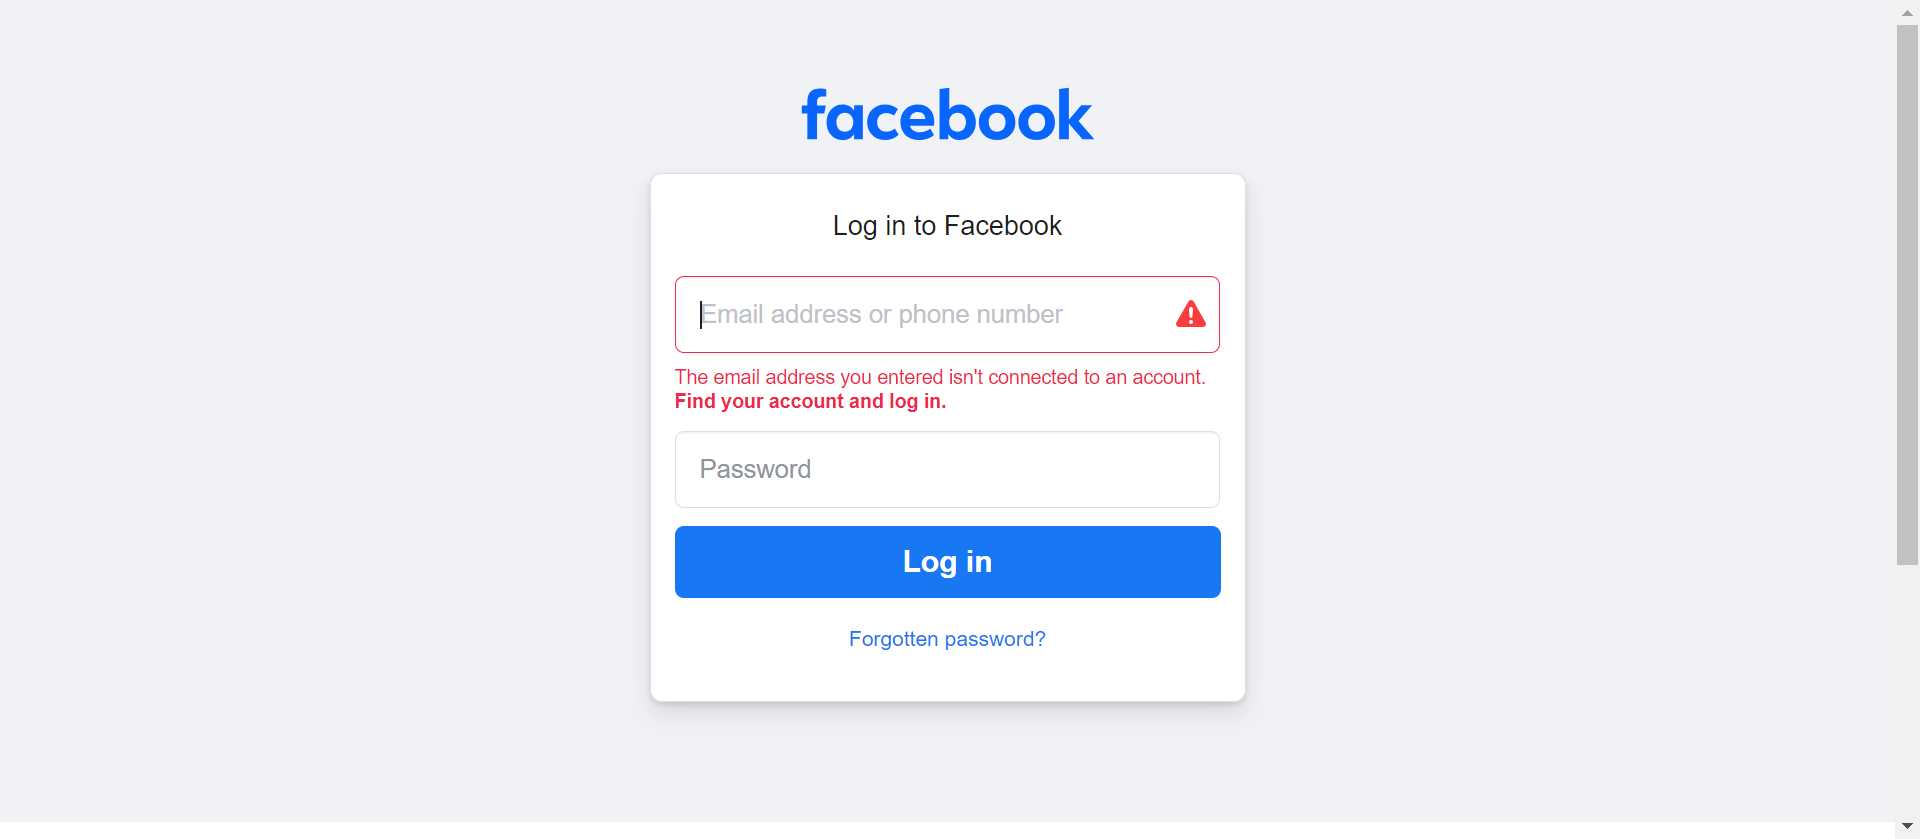 facebook
Log in to Facebook
Email address or phone number
The email address you entered isn't connected to an account.
Find your account and log in.
Password
Log in
Forgotten password?